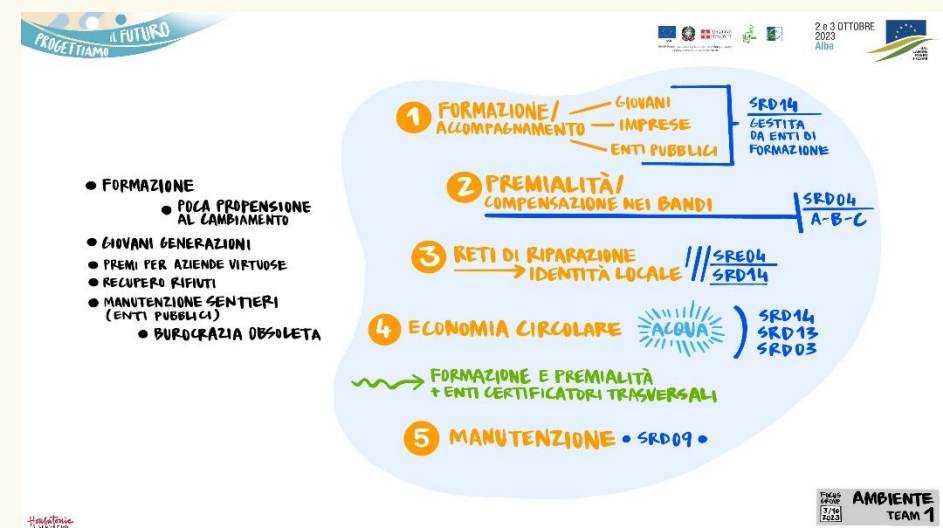 PROGETTIAMO IL FUTURO
2 e 3 OTTOBRE
2023
Alba
1 FORMAZIONE/
ACCOMPAGNAMENTO
GIOVANI
IMPRESE
ENTI PUBBLICI
SRD14
GESTITA
DA ENTI DI
FORMAZIONE
2 PREMIALITÀ/
COMPENSAZIONE NEI BANDI
SRD04
A-B-C
3 RETI DI RIPARAZIONE
IDENTITÀ LOCALE
SRE04
SRD14
4 ECONOMIA CIRCOLARE
ACQUA
SRD14
SRD13
SRD03
FORMAZIONE E PREMIALITÀ
+ ENTI CERTIFICATORI TRASVERSALI
5 MANUTENZIONE • SRD09 •
• FORMAZIONE
• POCA PROPENSIONE
AL CAMBIAMENTO
• GIOVANI GENERAZIONI
• PREMI PER AZIENDE VIRTUOSE
• RECUPERO RIFIUTI
• MANUTENZIONE SENTIERI
(ENTI PUBBLICI)
• BUROCRAZIA OBSOLETA
FOCUS
GROUP
3/10
2023
AMBIENTE
TEAM 1